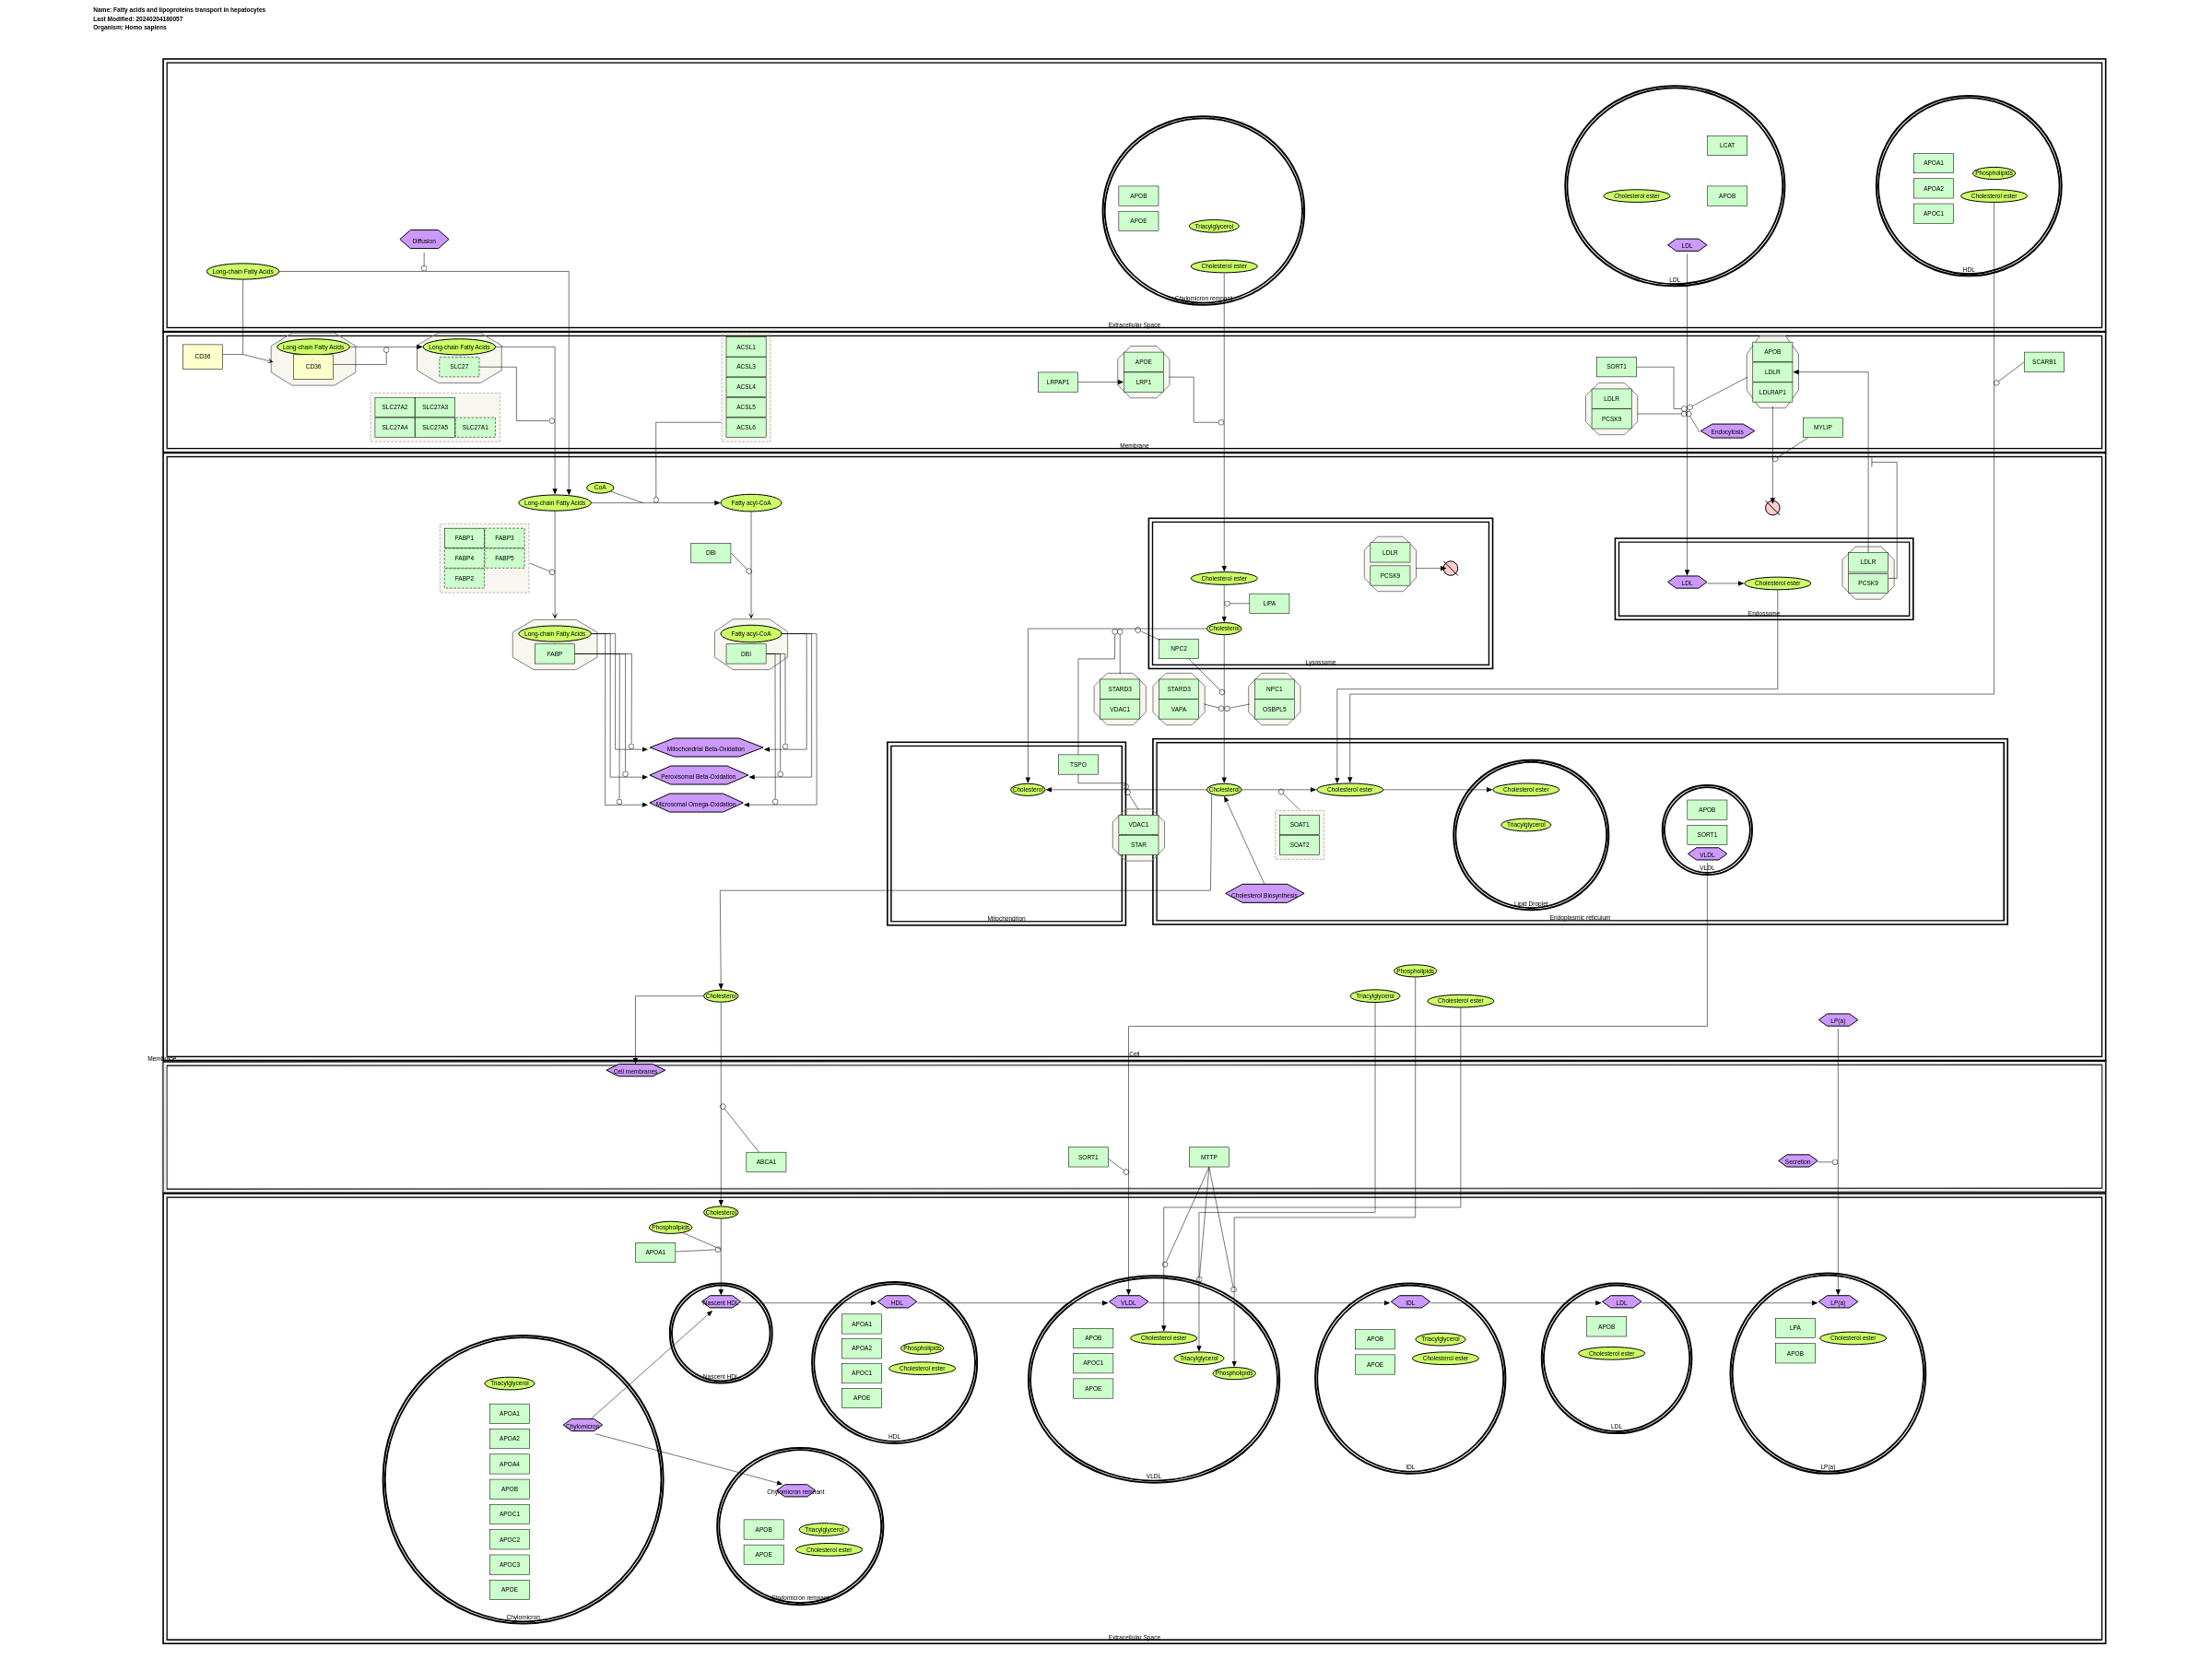 Name: Fatty acids and lipoproteins transport in hepatocytes
Last Modified: 20240204180057
Organism: Homo sapiens
LCAT
APOA1
Phospholipids
APOA2
Cholesterol ester
APOC1
APOB
APOE
Triacylglycerol
Cholesterol ester
Chylomicron remnant
Cholesterol ester
APOB
LDL
LDL
HDL
Diffusion
Long-chain Fatty Acids
Extracellular Space
CD36
Long-chain Fatty Acids
CD36
Long-chain Fatty Acids
SLC27
SLC27A2
SLC27A3
SLC27A4
SLC27A5
SLC27A1
ACSL1
ACSL3
ACSL4
ACSL5
ACSL6
LRPAP1
APOE
LRP1
SORT1
LDLR
PCSK9
Endocytosis
APOB
LDLR
LDLRAP1
MYLIP
SCARB1
Membrane
CoA
Long-chain Fatty Acids
Fatty acyl-CoA
FABP1
FABP3
FABP4
FABP5
FABP2
DBI
Long-chain Fatty Acids
FABP
Fatty acyl-CoA
DBI
Mitochondrial Beta-Oxidation
Peroxisomal Beta-Oxidation
Microsomal Omega-Oxidation
Cholesterol ester
LIPA
Cholesterol
NPC2
LDLR
PCSK9
Lysossome
LDL
Cholesterol ester
LDLR
PCSK9
Endossome
STARD3
VDAC1
STARD3
VAPA
NPC1
OSBPL5
TSPO
Cholesterol
Cholesterol
Cholesterol ester
Cholesterol ester
Triacylglycerol
Lipid Droplet
APOB
SORT1
VLDL
VLDL
VDAC1
STAR
SOAT1
SOAT2
Cholesterol Biosynthesis
Mitochondrion
Endoplasmic reticulum
Phospholipids
Cholesterol
Triacylglycerol
Cholesterol ester
LP(a)
Cell
Membrane
Cell membranes
ABCA1
SORT1
MTTP
Secretion
Cholesterol
Phospholipids
APOA1
Nascent HDL
Nascent HDL
HDL
APOA1
APOA2
Phospholipids
APOC1
Cholesterol ester
APOE
HDL
VLDL
APOB
Cholesterol ester
APOC1
Triacylglycerol
APOE
Phospholipids
VLDL
IDL
APOB
Triacylglycerol
APOE
Cholesterol ester
IDL
LDL
APOB
Cholesterol ester
LDL
LP(a)
LPA
Cholesterol ester
APOB
LP(a)
Triacylglycerol
Chylomicron
APOA1
APOA2
APOA4
APOB
APOC1
APOC2
APOC3
APOE
Chylomicron
Chylomicron remnant
APOB
Triacylglycerol
APOE
Cholesterol ester
Chylomicron remnant
Extracellular Space